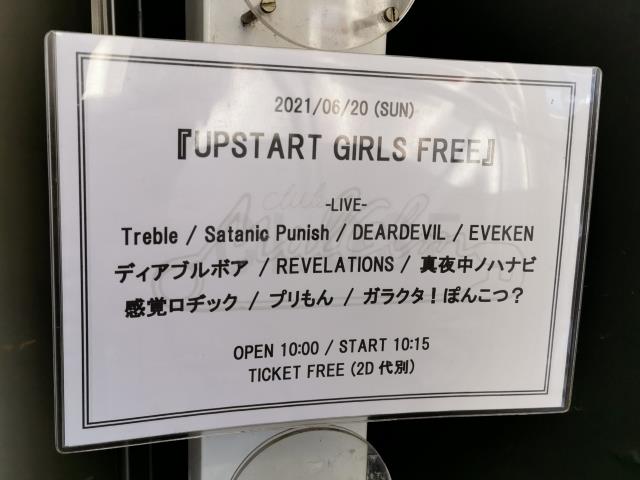 2021/06/20 (SUN)
『UPSTART GIRLS FREE』
-LIVE-
Treble / Satanic Punish / DEARDEVIL / EVEKEN
ディアブルボア / REVELATIONS / 真夜中ノハナビ
感覚ロヂック / プリもん / ガラクタ！ぽんこつ？
OPEN 10:00 / START 10:15
TICKET FREE (2D 代別)